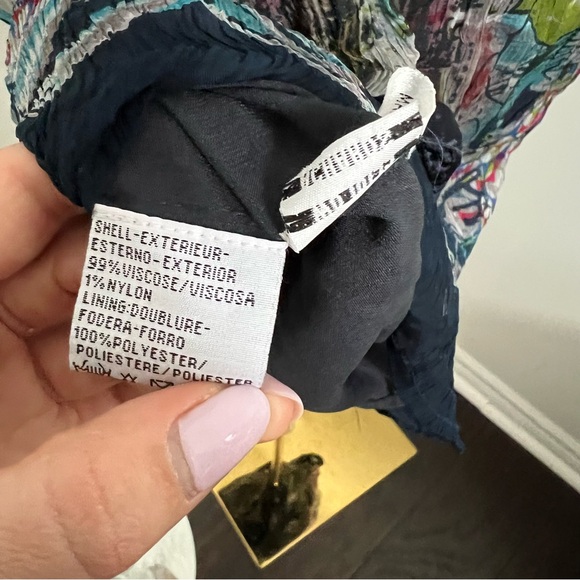 SHELL-EXTERIEUR-
ESTERNO-EXTERIOR
99%VISCOSE/VISCOSA
1%NYLON
LINING:DOUBLURE-
FODERA-FORRO
100%POLYESTER/
POLIESTERE/POLIESTER